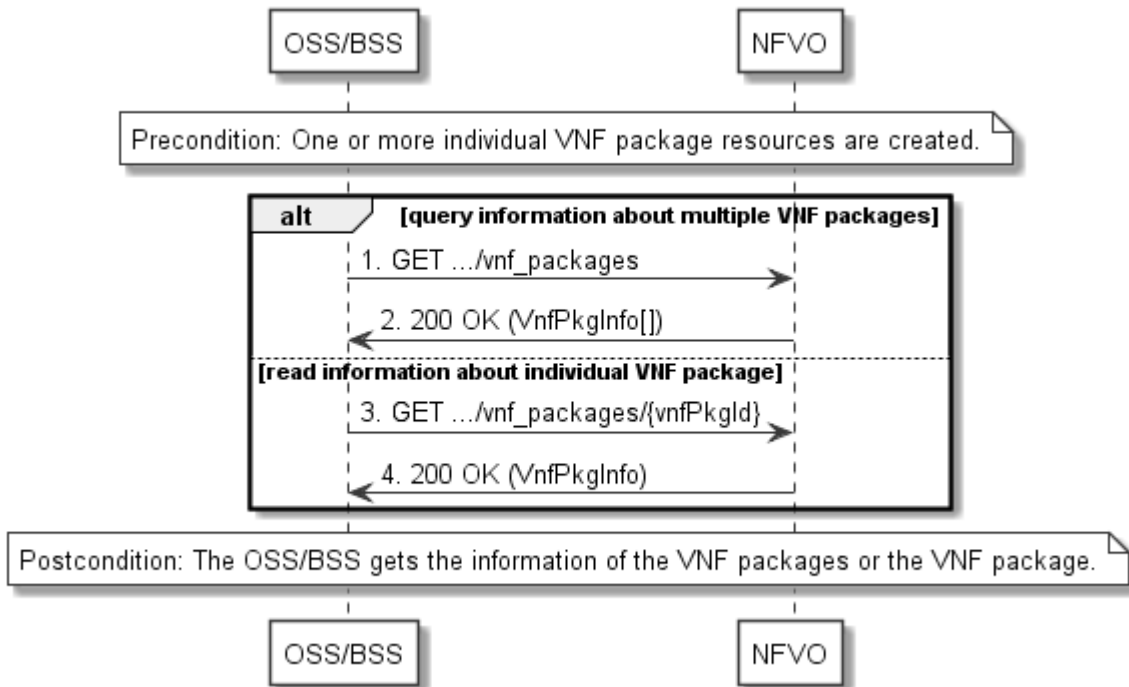 OSS/BSS
NFVO
Precondition: One or more individual VNF package resources are created.
alt
[query information about multiple VNF packages]
1. GET .../vnf_packages
2. 200 OK (VnfPkgInfo[])
[read information about individual VNF package]
3. GET .../vnf_packages/{vnfPkgId}
4. 200 OK (VnfPkgInfo)
Postcondition: The OSS/BSS gets the information of the VNF packages or the VNF package.
OSS/BSS
NFVO